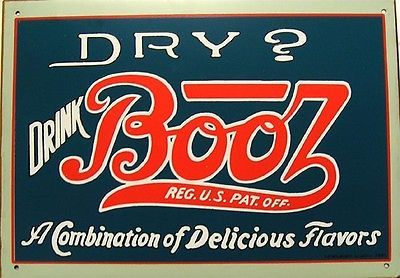 DRY?
DRINK
Booz
REG. U.S. PAT. OFF.
A Combination of Delicious Flavors